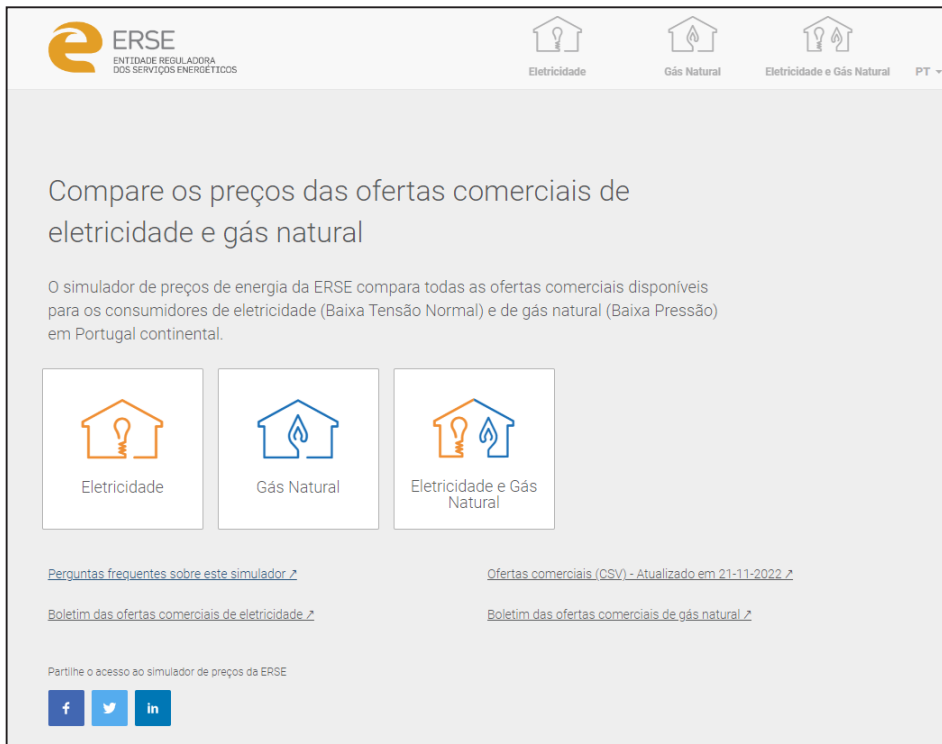 ERSE
ENTIDADE REGULADORA
DOS SERVIÇOS ENERGÉTICOS
Eletricidade
Gás Natural
Eletricidade e Gás Natural
PT
Compare os preços das ofertas comerciais de
eletricidade e gás natural
O simulador de preços de energia da ERSE compara todas as ofertas comerciais disponíveis
para os consumidores de eletricidade (Baixa Tensão Normal) e de gás natural (Baixa Pressão)
em Portugal continental.
Eletricidade
Gás Natural
Eletricidade e Gás
Natural
Perguntas frequentes sobre este simulador ↗
Ofertas comerciais (CSV) - Atualizado em 21-11-2022 ↗
Boletim das ofertas comerciais de eletricidade ↗
Boletim das ofertas comerciais de gás natural ↗
Partilhe o acesso ao simulador de preços da ERSE